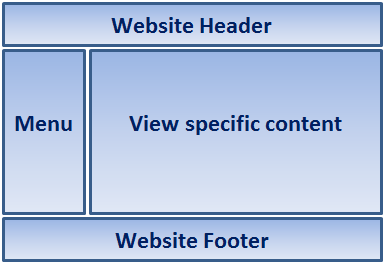 Website Header
Menu
View specific content
Website Footer